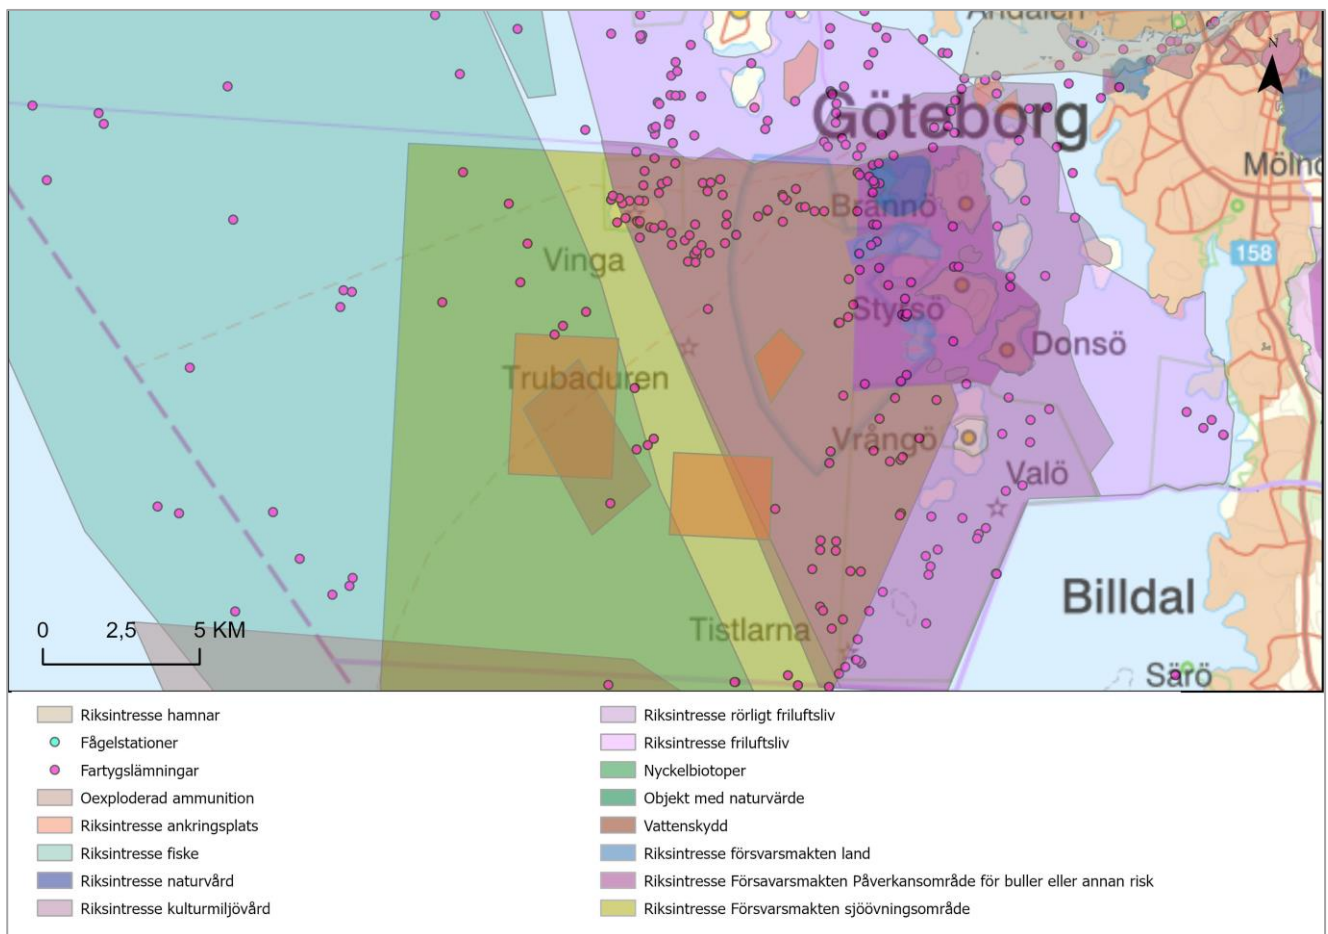 Andalen
N
Göteborg
Mölnd
Brännö
158
Vinga
Styrsö
Donsö
Trubaduren
Vrångö
Valö
Billdal
0 2,5 5 KM
Tistlarna
Särö
Riksintresse hamnar
Fågelstationer
Fartygslämningar
Oexploderad ammunition
Riksintresse ankringsplats
Riksintresse fiske
Riksintresse naturvård
Riksintresse kulturmiljövård
Riksintresse rörligt friluftsliv
Riksintresse friluftsliv
Nyckelbiotoper
Objekt med naturvärde
Vattenskydd
Riksintresse försvarsmakten land
Riksintresse Försavarsmakten Påverkansområde för buller eller annan risk
Riksintresse Försvarsmakten sjöövningsområde